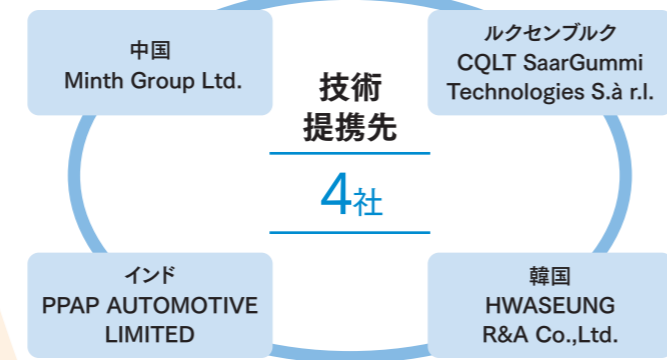 中国
Minth Group Ltd.
ルクセンブルク
CQLT SaarGummi
Technologies S.à r.l.
技術
提携先
4社
インド
PPAP AUTOMOTIVE
LIMITED
韓国
HWASEUNG
R&A Co.,Ltd.